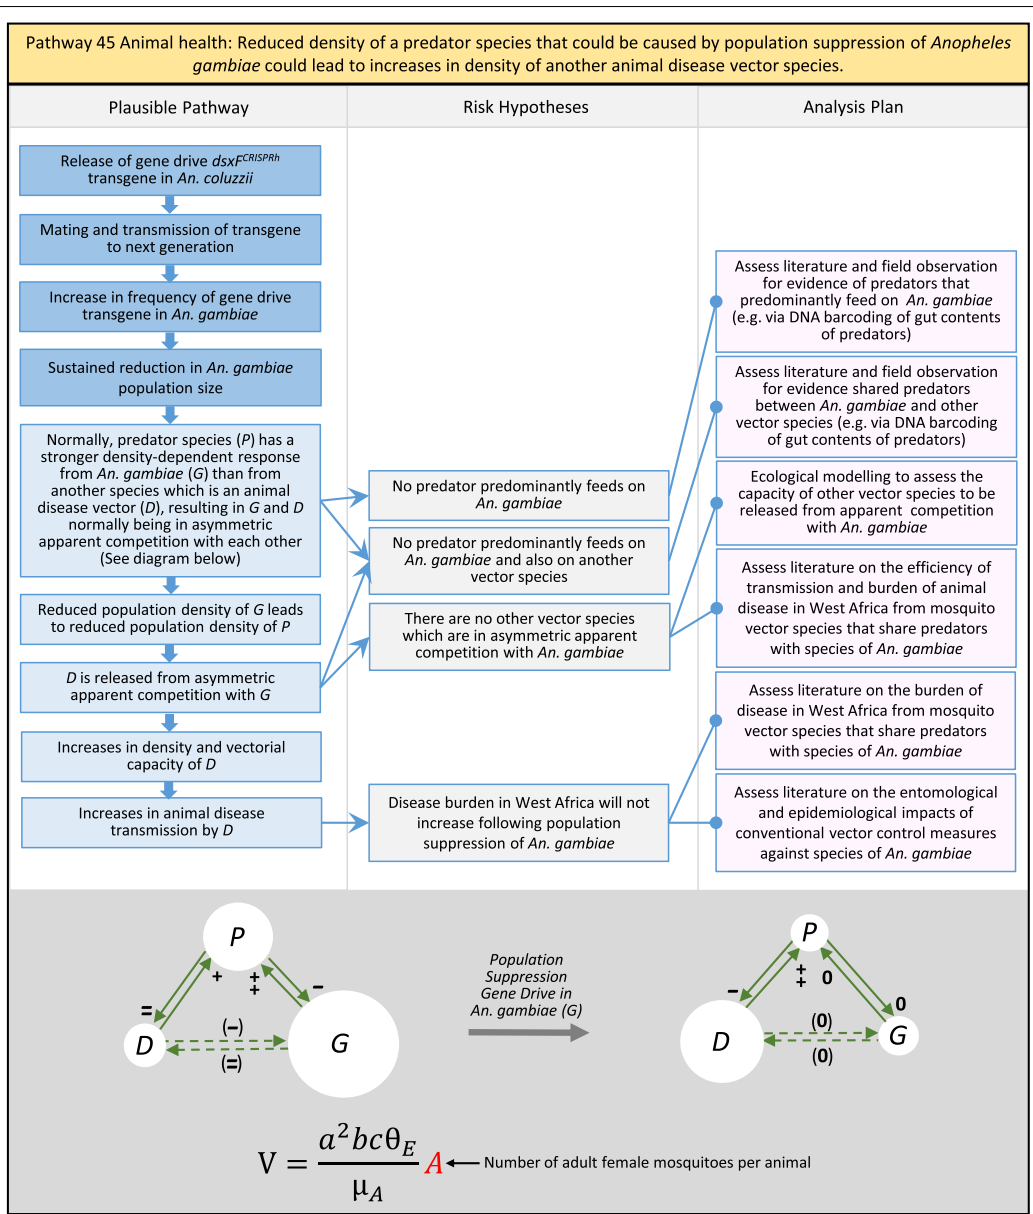 Pathway 45 Animal health: Reduced density of a predator species that could be caused by population suppression of Anopheles
gambiae could lead to increases in density of another animal disease vector species.
Plausible Pathway
Risk Hypotheses
Analysis Plan
Release of gene drive dsxF^CRISPRh
transgene in An. coluzzii
Mating and transmission of transgene
to next generation
Increase in frequency of gene drive
transgene in An. gambiae
Sustained reduction in An. gambiae
population size
Normally, predator species (P) has a
stronger density-dependent response
from An. gambiae (G) than from
another species which is an animal
disease vector (D), resulting in G and D
normally being in asymmetric
apparent competition with each other
(See diagram below)
Reduced population density of G leads
to reduced population density of P
D is released from asymmetric
apparent competition with G
Increases in density and vectorial
capacity of D
Increases in animal disease
transmission by D
No predator predominantly feeds on
An. gambiae
No predator predominantly feeds on
An. gambiae and also on another
vector species
There are no other vector species
which are in asymmetric apparent
competition with An. gambiae
Disease burden in West Africa will not
increase following population
suppression of An. gambiae
Assess literature and field observation
for evidence of predators that
predominantly feed on An. gambiae
(e.g. via DNA barcoding of gut contents
of predators)
Assess literature and field observation
for evidence shared predators
between An. gambiae and other
vector species (e.g. via DNA barcoding
of gut contents of predators)
Ecological modelling to assess the
capacity of other vector species to be
released from apparent competition
with An. gambiae
Assess literature on the efficiency of
transmission and burden of animal
disease in West Africa from mosquito
vector species that share predators
with species of An. gambiae
Assess literature on the burden of
disease in West Africa from mosquito
vector species that share predators
with species of An. gambiae
Assess literature on the entomological
and epidemiological impacts of
conventional vector control measures
against species of An. gambiae
P
+
+
+
–
=
D
(–)
(=)
G
Population
Suppression
Gene Drive in
An. gambiae (G)
P
+
+
0
–
0
D
(0)
(0)
G
V = a²bcθ_E / μ_A A
Number of adult female mosquitoes per animal